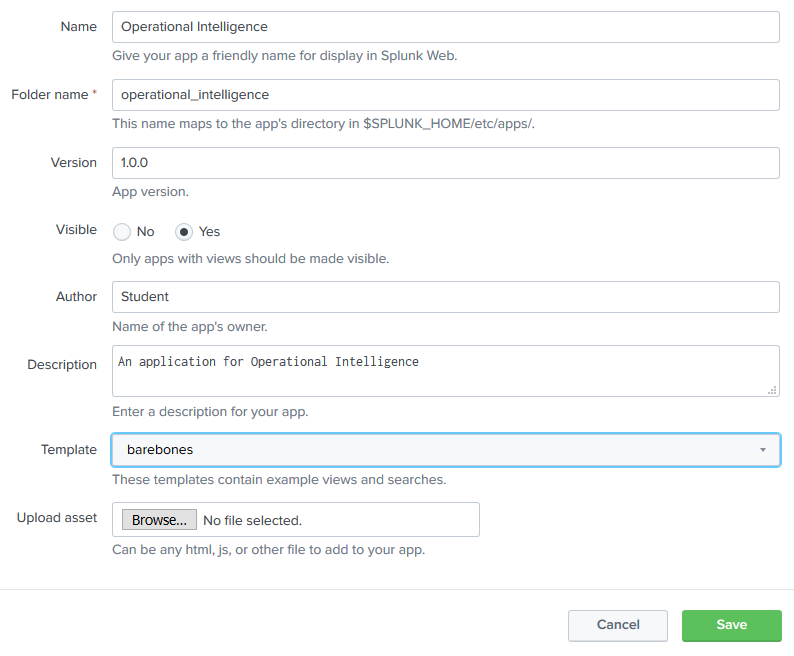 Name Operational Intelligence
Give your app a friendly name for display in Splunk Web.
Folder name * operational_intelligence
This name maps to the app's directory in $SPLUNK_HOME/etc/apps/.
Version 1.0.0
App version.
Visible No Yes
Only apps with views should be made visible.
Author Student
Name of the app's owner.
Description An application for Operational Intelligence
Enter a description for your app.
Template barebones
These templates contain example views and searches.
Upload asset Browse... No file selected.
Can be any html, js, or other file to add to your app.
Cancel Save